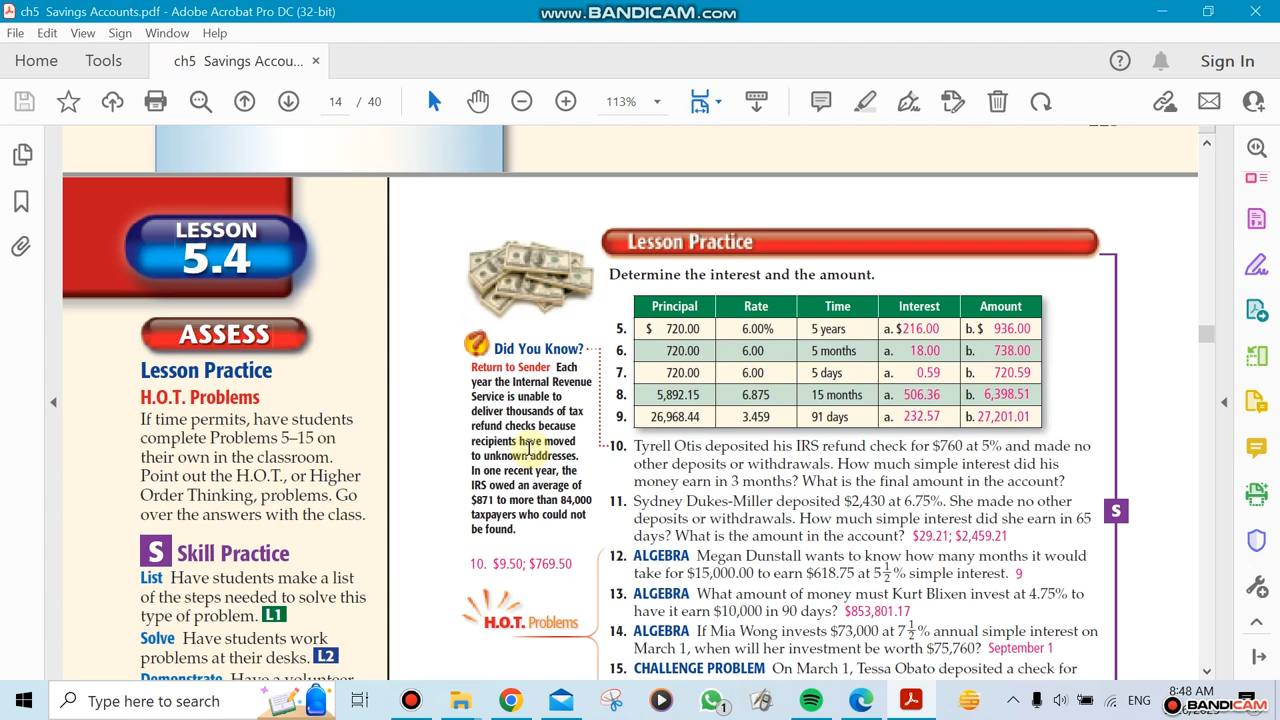 ch5 Savings Accounts.pdf - Adobe Acrobat Pro DC (32-bit)
www.BANDICAM.com
File Edit View Sign Window Help
Home Tools ch5 Savings Accou... × Sign In
14 / 40 113%
LESSON
5.4
ASSESS
Lesson Practice
H.O.T. Problems
If time permits, have students
complete Problems 5–15 on
their own in the classroom.
Point out the H.O.T., or Higher
Order Thinking, problems. Go
over the answers with the class.
S Skill Practice
List Have students make a list
of the steps needed to solve this
type of problem. L1
Solve Have students work
problems at their desks. L2
Demonstrate Have a volunteer
Did You Know?
Return to Sender Each
year the Internal Revenue
Service is unable to
deliver thousands of tax
refund checks because
recipients have moved
to unknown addresses.
In one recent year, the
IRS owed an average of
$871 to more than 84,000
taxpayers who could not
be found.
10. $9.50; $769.50
H.O.T. Problems
Lesson Practice
Determine the interest and the amount.
Principal Rate Time Interest Amount
5. $ 720.00 6.00% 5 years a. $216.00 b. $ 936.00
6. 720.00 6.00 5 months a. 18.00 b. 738.00
7. 720.00 6.00 5 days a. 0.59 b. 720.59
8. 5,892.15 6.875 15 months a. 506.36 b. 6,398.51
9. 26,968.44 3.459 91 days a. 232.57 b. 27,201.01
10. Tyrell Otis deposited his IRS refund check for $760 at 5% and made no
other deposits or withdrawals. How much simple interest did his
money earn in 3 months? What is the final amount in the account?
11. Sydney Dukes-Miller deposited $2,430 at 6.75%. She made no other
deposits or withdrawals. How much simple interest did she earn in 65
days? What is the amount in the account? $29.21; $2,459.21
S
12. ALGEBRA Megan Dunstall wants to know how many months it would
take for $15,000.00 to earn $618.75 at 5 1/2% simple interest. 9
13. ALGEBRA What amount of money must Kurt Blixen invest at 4.75% to
have it earn $10,000 in 90 days? $853,801.17
14. ALGEBRA If Mia Wong invests $73,000 at 7 1/2% annual simple interest on
March 1, when will her investment be worth $75,760? September 1
15. CHALLENGE PROBLEM On March 1, Tessa Obato deposited a check for
Type here to search
1
ENG
8:48 AM
BANDICAM